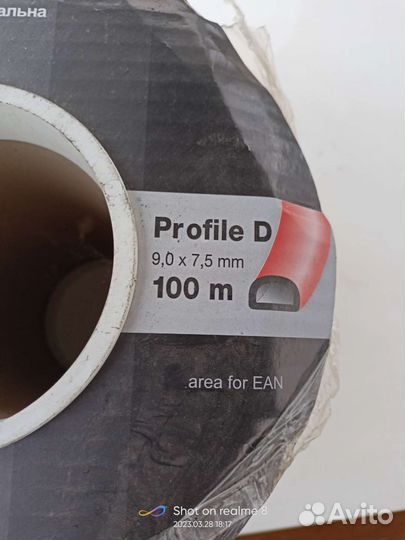 Profile D
9,0 x 7,5 mm
100 m
area for EAN
Shot on realme 8
2023.03.28 18:17
Avito